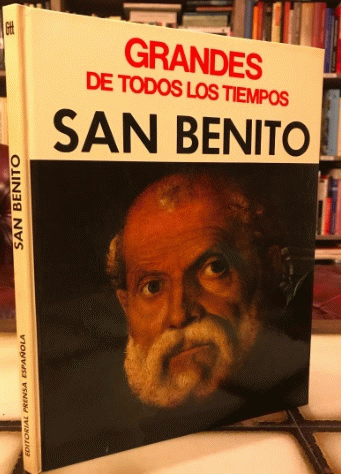 GRANDES
DE TODOS LOS TIEMPOS
SAN BENITO
SAN BENITO
EDITORIAL PRENSA ESPAÑOLA